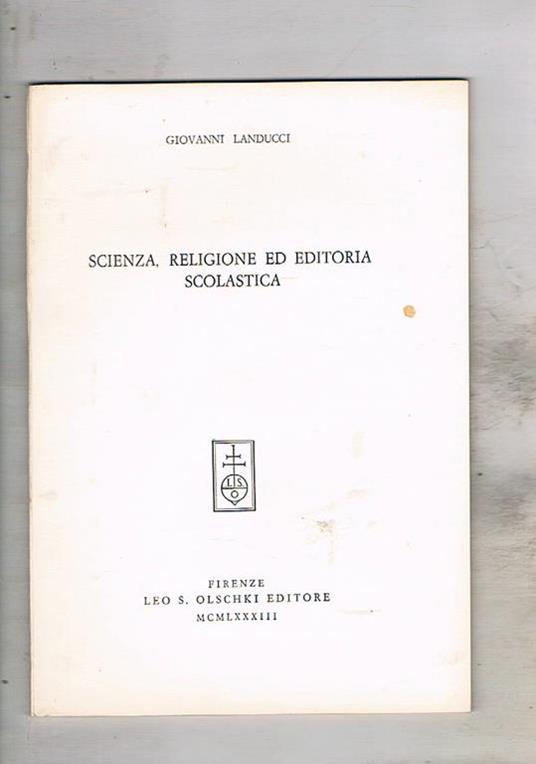 GIOVANNI LANDUCCI
SCIENZA, RELIGIONE ED EDITORIA
SCOLASTICA
L S
O
FIRENZE
LEO S. OLSCHKI EDITORE
MCMLXXXIII